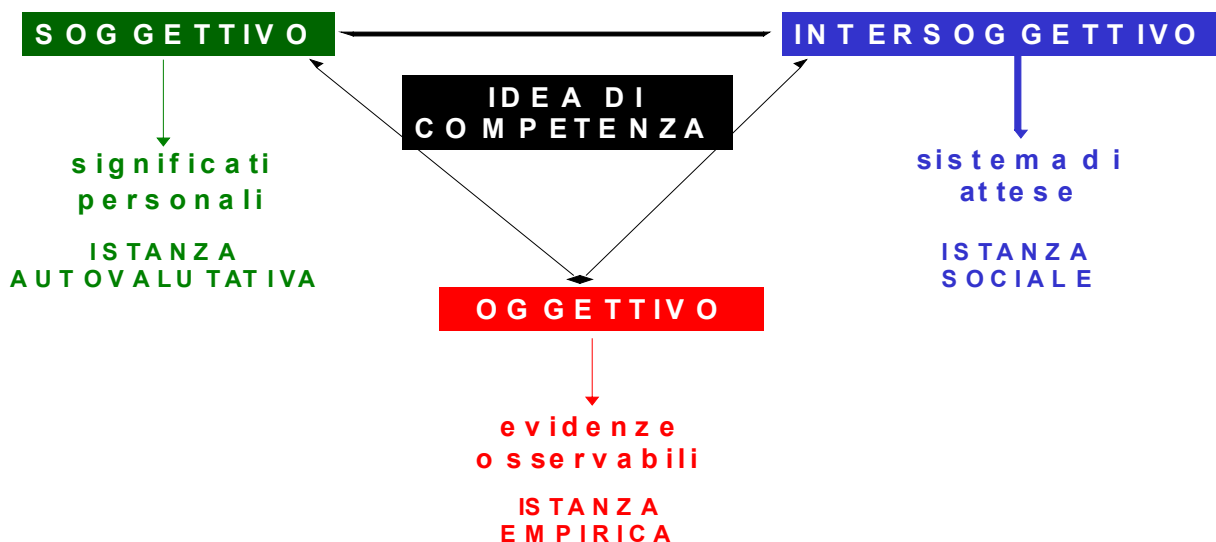 SOGGETTIVO
INTERSOGGETTIVO
IDEA DI
COMPETENZA
significati
personali
ISTANZA
AUTOVALUTATIVA
sistema di
attese
ISTANZA
SOCIALE
OGGETTIVO
evidenze
osservabili
ISTANZA
EMPIRICA